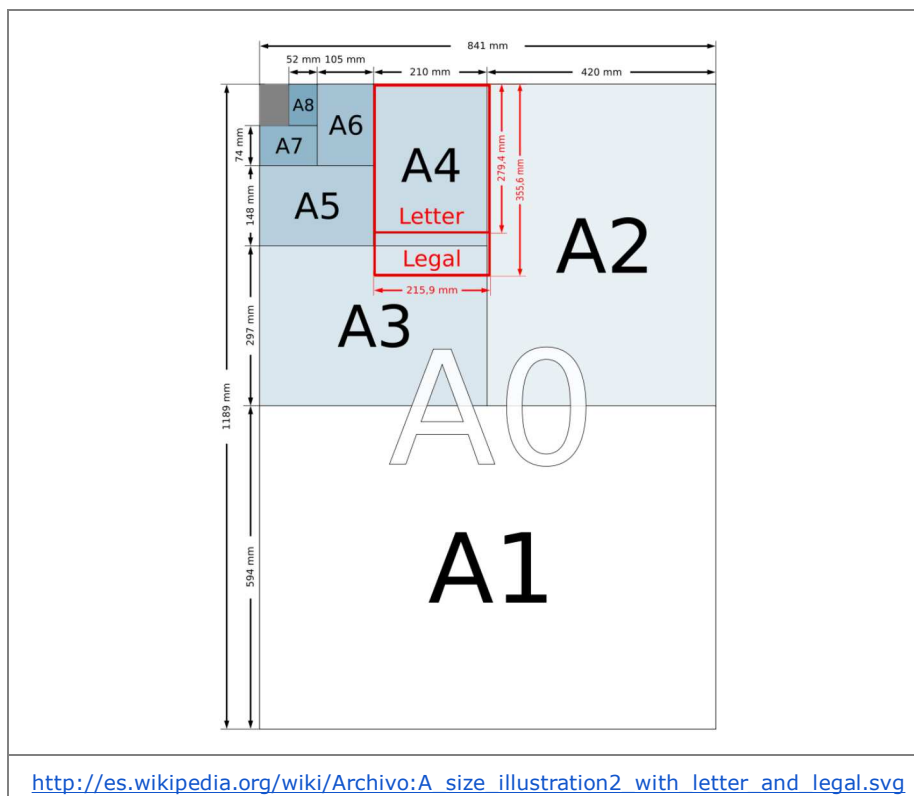 841 mm
52 mm 105 mm 210 mm 420 mm
A8
A6
A7
74 mm
A4
279,4 mm
355,6 mm
148 mm
A5
Letter
A2
Legal
215,9 mm
297 mm
A3
A0
1189 mm
594 mm
A1
http://es.wikipedia.org/wiki/Archivo:A_size_illustration2_with_letter_and_legal.svg